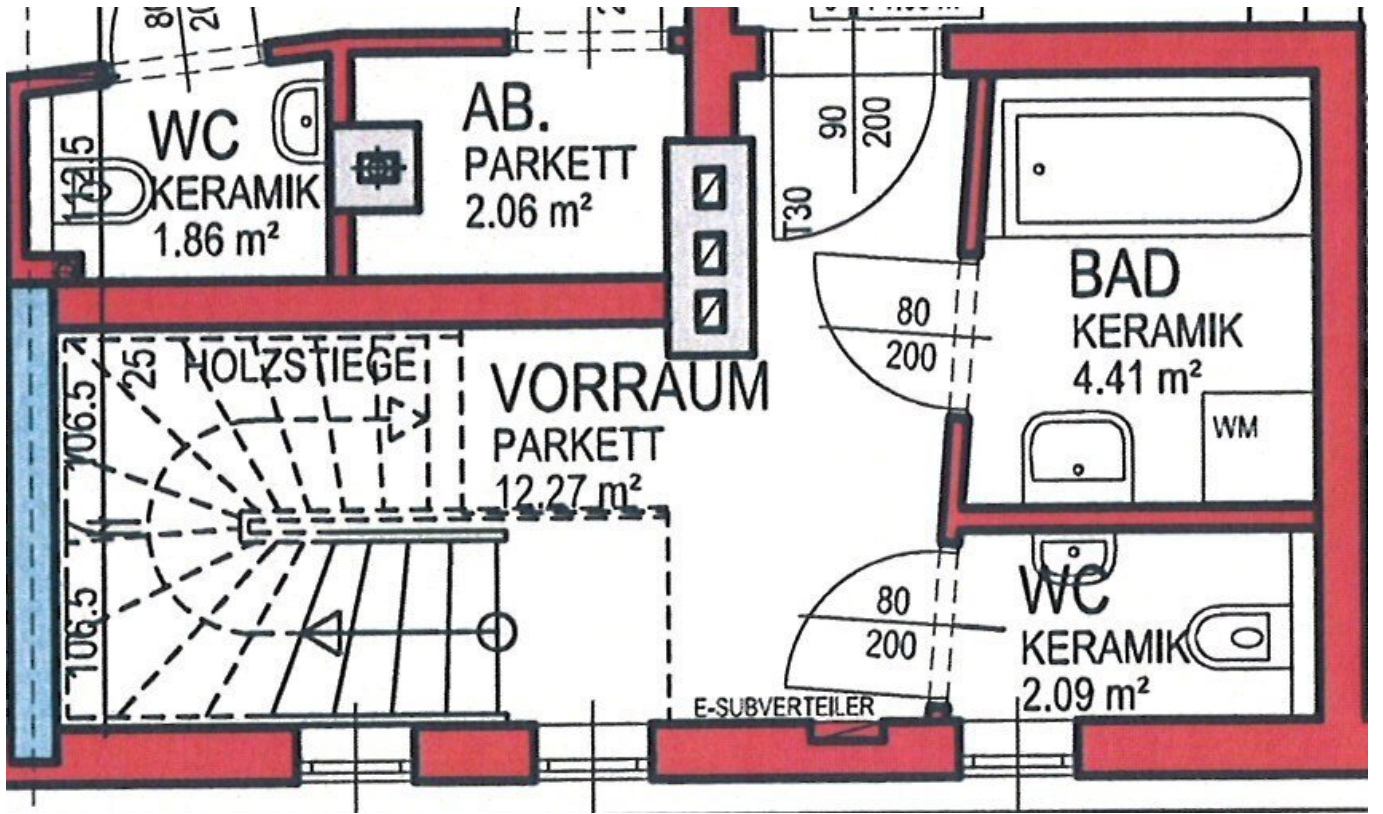 WC
KERAMIK
1.86 m²
112.5
AB.
PARKETT
2.06 m²
90
200
T30
BAD
KERAMIK
4.41 m²
80
200
WM
HOLZSTIEGE
25
106.5
106.5
VORRAUM
PARKETT
12.27 m²
80
200
WC
KERAMIK
2.09 m²
E-SUBVERTEILER